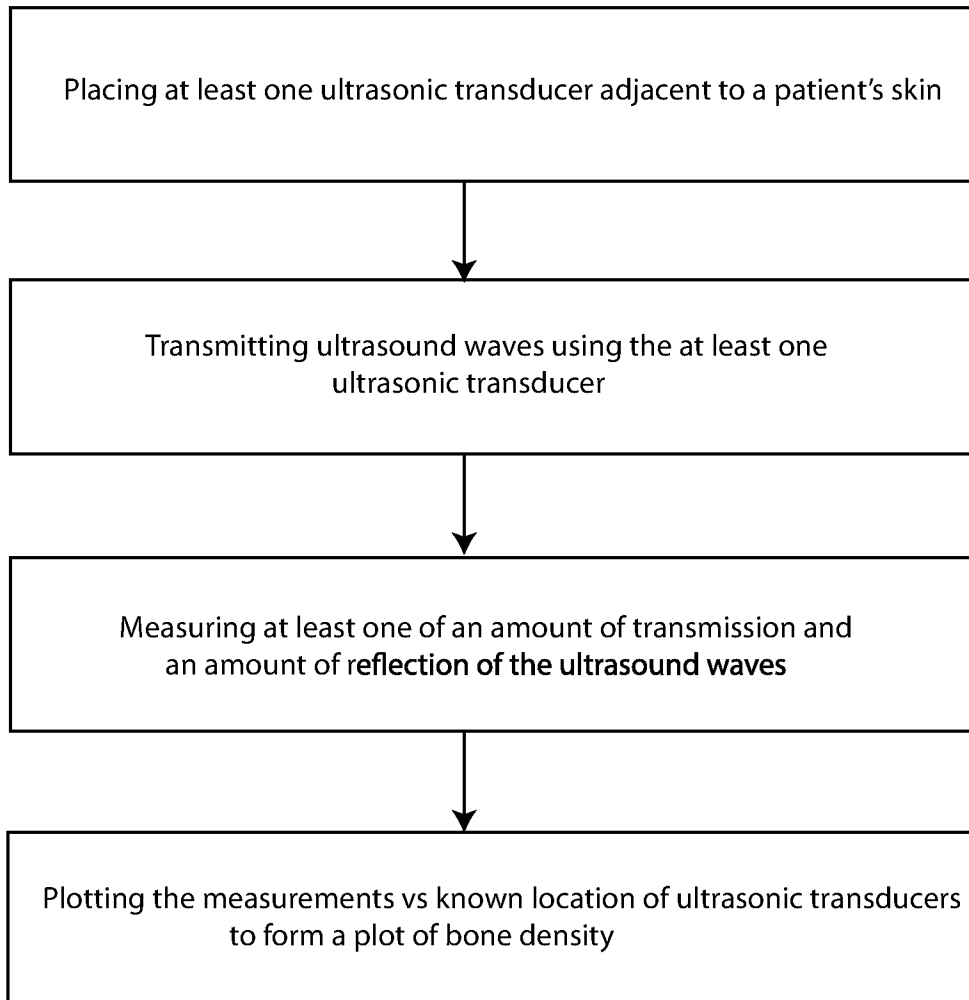 Placing at least one ultrasonic transducer adjacent to a patient’s skin
Transmitting ultrasound waves using the at least one
ultrasonic transducer
Measuring at least one of an amount of transmission and
an amount of reflection of the ultrasound waves
Plotting the measurements vs known location of ultrasonic transducers
to form a plot of bone density